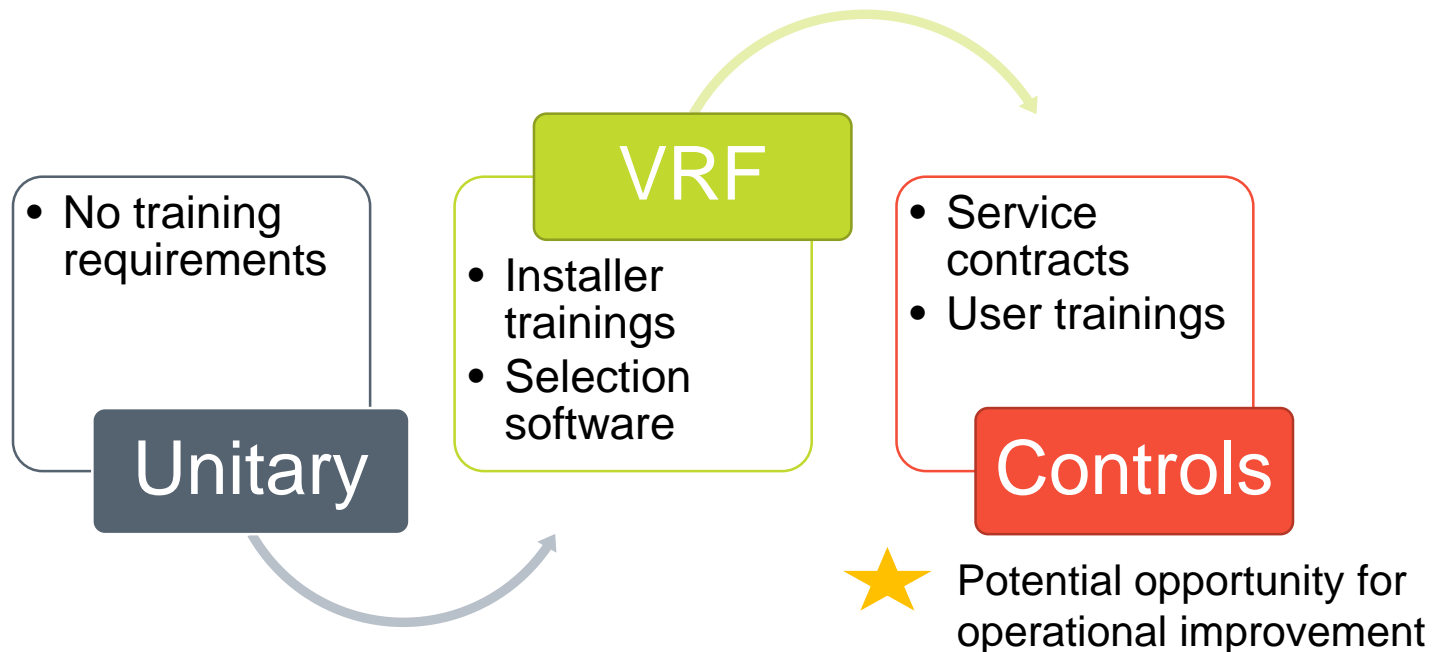 • No training
requirements
Unitary
VRF
• Installer
trainings
• Selection
software
• Service
contracts
• User trainings
Controls
Potential opportunity for
operational improvement